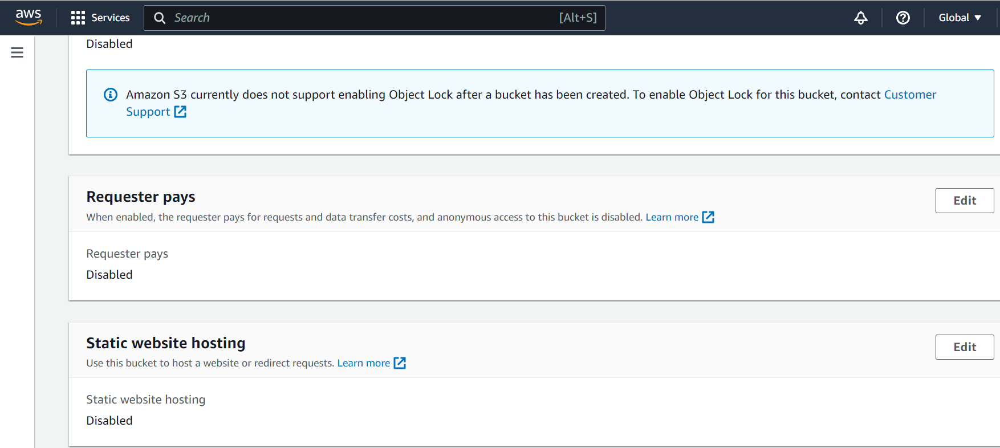 aws
Services
Search
[Alt+S]
Global
Disabled
Amazon S3 currently does not support enabling Object Lock after a bucket has been created. To enable Object Lock for this bucket, contact Customer
Support
Requester pays
Edit
When enabled, the requester pays for requests and data transfer costs, and anonymous access to this bucket is disabled. Learn more
Requester pays
Disabled
Static website hosting
Edit
Use this bucket to host a website or redirect requests. Learn more
Static website hosting
Disabled